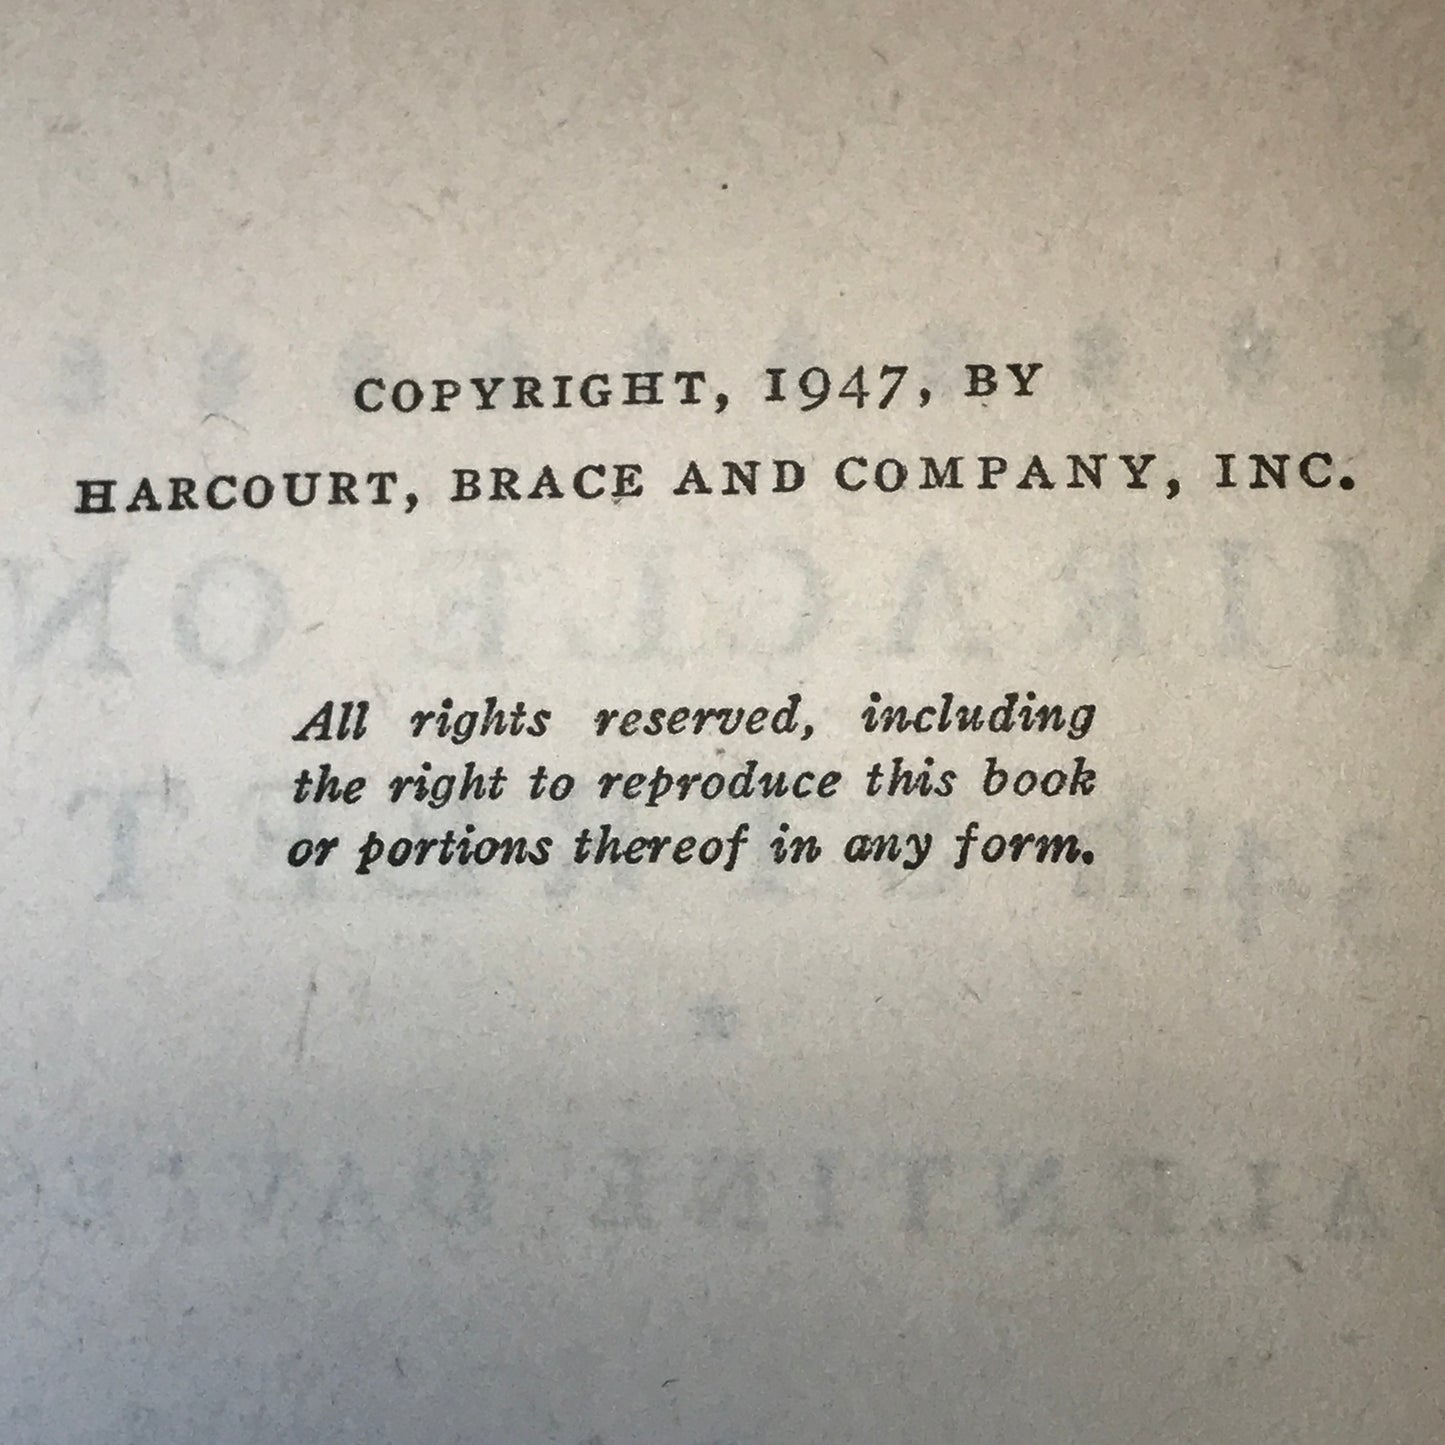 COPYRIGHT, 1947, BY
HARCOURT, BRACE AND COMPANY, INC.
All rights reserved, including
the right to reproduce this book
or portions thereof in any form.